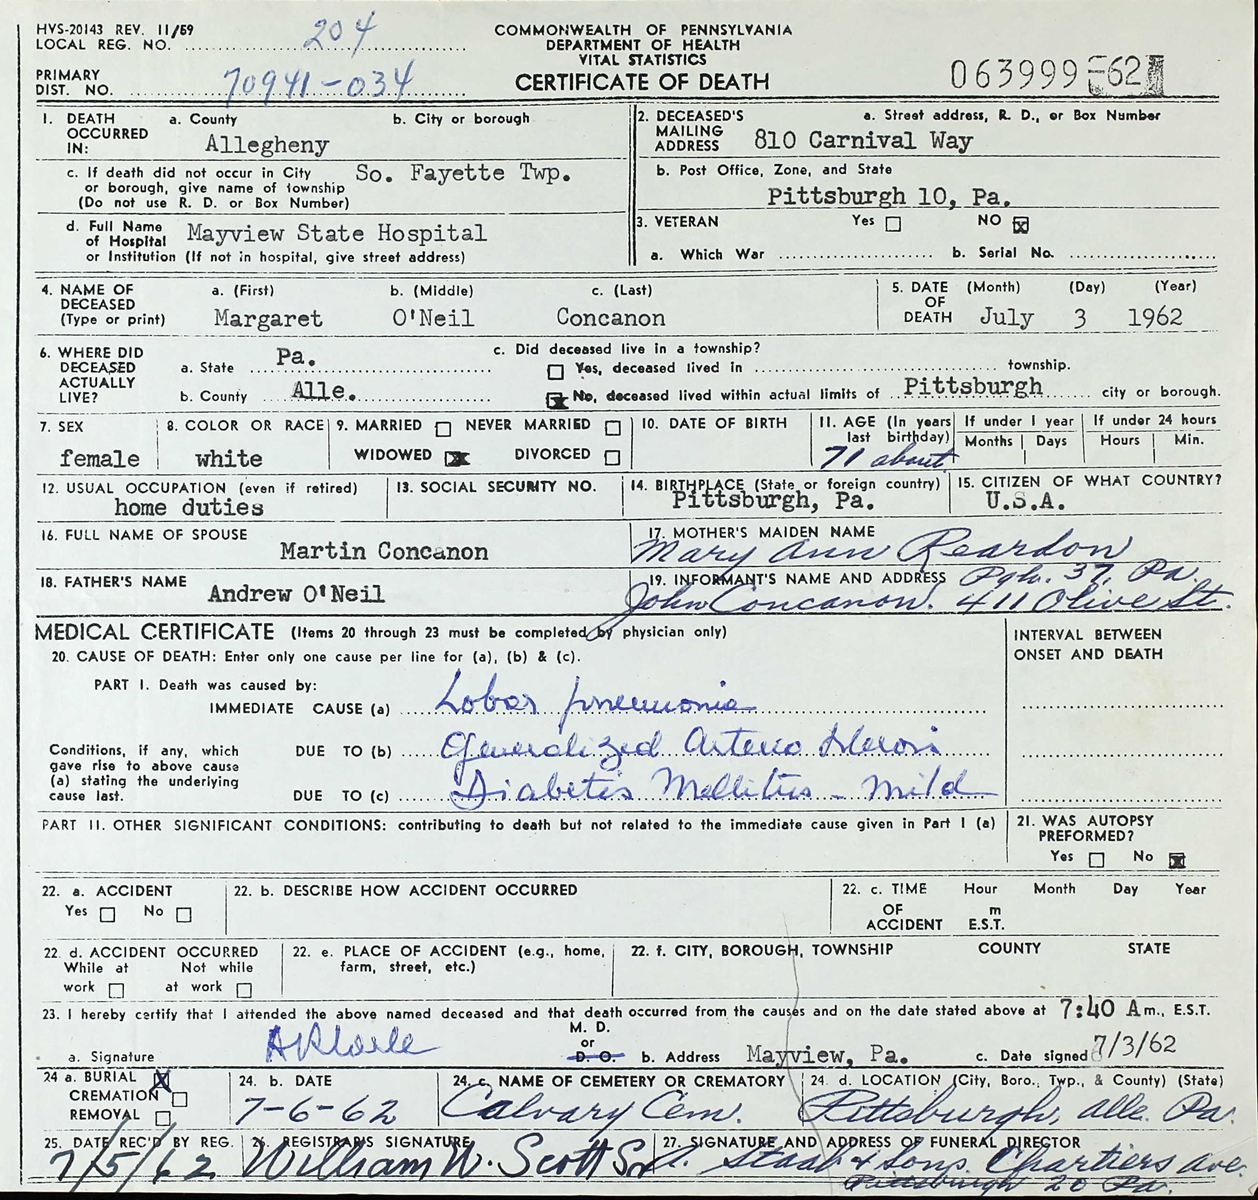 HVS-20143 REV. 11/59
LOCAL REG. NO. 204
COMMONWEALTH OF PENNSYLVANIA
DEPARTMENT OF HEALTH
VITAL STATISTICS
PRIMARY
DIST. NO. 70941-034
CERTIFICATE OF DEATH
063999-62
1. DEATH OCCURRED IN:
a. County
b. City or borough
Allegheny
c. If death did not occur in City
or borough, give name of township
(Do not use R. D. or Box Number)
So. Fayette Twp.
d. Full Name
of Hospital
or Institution (If not in hospital, give street address)
Mayview State Hospital
2. DECEASED'S MAILING ADDRESS
a. Street address, R. D., or Box Number
810 Carnival Way
b. Post Office, Zone, and State
Pittsburgh 10, Pa.
3. VETERAN Yes NO
a. Which War b. Serial No.
4. NAME OF DECEASED (Type or print)
a. (First) b. (Middle) c. (Last)
Margaret O'Neil Concanon
5. DATE OF DEATH
(Month) (Day) (Year)
July 3 1962
6. WHERE DID DECEASED ACTUALLY LIVE?
a. State Pa.
b. County Alle.
c. Did deceased live in a township?
Yes, deceased lived in township.
No, deceased lived within actual limits of Pittsburgh city or borough.
7. SEX
female
8. COLOR OR RACE
white
9. MARRIED NEVER MARRIED
WIDOWED DIVORCED
10. DATE OF BIRTH
11. AGE (In years last birthday)
71 about
If under 1 year
Months Days
If under 24 hours
Hours Min.
12. USUAL OCCUPATION (even if retired)
home duties
13. SOCIAL SECURITY NO.
14. BIRTHPLACE (State or foreign country)
Pittsburgh, Pa.
15. CITIZEN OF WHAT COUNTRY?
U.S.A.
16. FULL NAME OF SPOUSE
Martin Concanon
17. MOTHER'S MAIDEN NAME
Mary Ann Reardon
18. FATHER'S NAME
Andrew O'Neil
19. INFORMANT'S NAME AND ADDRESS Pgh. 37, Pa.
John Concanon. 411 Olive St.
MEDICAL CERTIFICATE (Items 20 through 23 must be completed by physician only)
INTERVAL BETWEEN
ONSET AND DEATH
20. CAUSE OF DEATH: Enter only one cause per line for (a), (b) & (c).
PART I. Death was caused by:
IMMEDIATE CAUSE (a) Lobar pneumonia
Conditions, if any, which
gave rise to above cause
(a) stating the underlying
cause last.
DUE TO (b) Generalized Arterio sklerosis
DUE TO (c) Diabetis Mellitus - mild
PART II. OTHER SIGNIFICANT CONDITIONS: contributing to death but not related to the immediate cause given in Part I (a)
21. WAS AUTOPSY
PREFORMED?
Yes No
22. a. ACCIDENT
Yes No
22. b. DESCRIBE HOW ACCIDENT OCCURRED
22. c. TIME OF ACCIDENT
Hour Month Day Year
m
E.S.T.
22. d. ACCIDENT OCCURRED
While at work Not while at work
22. e. PLACE OF ACCIDENT (e.g., home,
farm, street, etc.)
22. f. CITY, BOROUGH, TOWNSHIP COUNTY STATE
23. I hereby certify that I attended the above named deceased and that death occurred from the causes and on the date stated above at 7:40 A m., E.S.T.
a. Signature
M. D.
or
D. O.
b. Address Mayview, Pa.
c. Date signed 7/3/62
24 a. BURIAL
CREMATION
REMOVAL
24. b. DATE
7-6-62
24. c. NAME OF CEMETERY OR CREMATORY
Calvary Cem.
24. d. LOCATION (City, Boro., Twp., & County) (State)
Pittsburgh, Alle. Pa.
25. DATE REC'D BY REG.
7/5/62
26. REGISTRAR'S SIGNATURE
William W. Scott Sr
27. SIGNATURE AND ADDRESS OF FUNERAL DIRECTOR
A. Staab & Sons. Chartiers Ave.
Pittsburgh 20 Pa